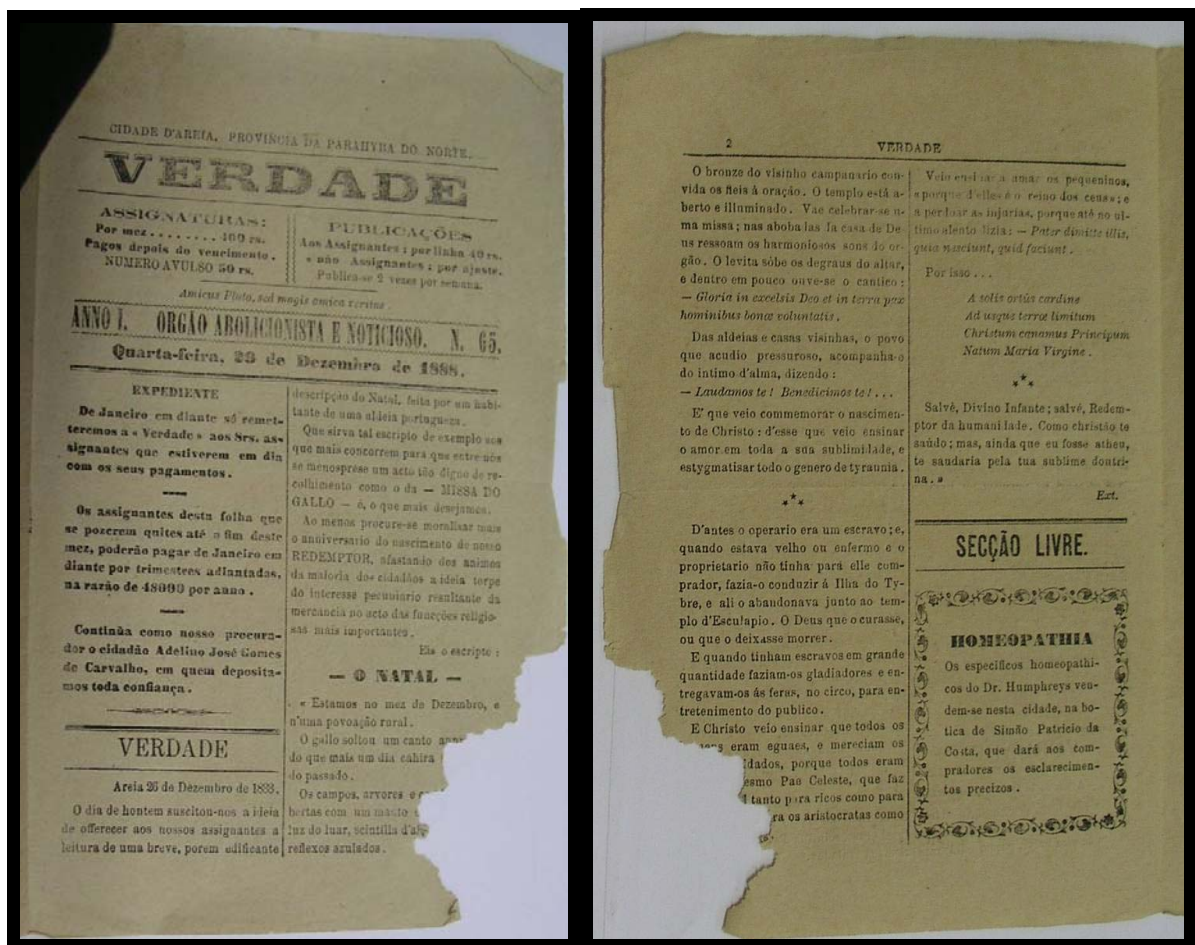 CIDADE D'AREIA, PROVINCIA DA PARAHYBA DO NORTE.
VERDADE
ASSIGNATURAS:
Por mez........400 rs.
Pagos depois do vencimento.
NUMERO AVULSO 50 rs.
PUBLICAÇÕES
Aos Assignantes: por linha 40 rs.
« não Assignantes: por ajuste.
Publica-se 2 vezes por semana.
Amicus Plato, sed magis amica veritas.
ANNO I. ORGÃO ABOLICIONISTA E NOTICIOSO. N. 65.
Quarta-feira, de Dezembro de 1888.
EXPEDIENTE
De Janeiro em diante só remet-
teremos a « Verdade » aos Srs. as-
signantes que estiverem em dia
com os seus pagamentos.
Os assignantes desta folha que
se pozerem quites até o fim deste
mez, poderão pagar de Janeiro em
diante por trimestres adiantadas,
na razão de 4$000 por anno.
Continúa como nosso procura-
dor o cidadão Adelino José Gomes
de Carvalho, em quem deposita-
mos toda confiança.
VERDADE
Areia 26 de Dezembro de 1888.
O dia de hontem suscitou-nos a ideia
de offerecer aos nossos assignantes a
leitura de uma breve, porem edificante
descripção do Natal, feita por um habi-
tante de uma aldeia portugueza.
Que sirva tal escripto de exemplo aos
que mais concorrem para que entre nós
se menosprese um acto tão digno de re-
colhimento como o da — MISSA DO
GALLO — é, o que mais desejamos.
Ao menos procure-se moralisar mais
o anniversario do nascimento de nosso
REDEMPTOR, afastando dos animos
da maioria dos cidadãos a ideia torpe
do interesse pecuniario resultante da
mercancia no acto das funcções religio-
sas mais importantes.
Eis o escripto:
— O NATAL —
« Estamos no mez de Dezembro, e
n'uma povoação rural.
O gallo soltou um canto
do que mais um dia cahira
do passado.
Os campos, arvores e
bertas com um manto
luz do luar, scintilla
reflexos azulados.
2 VERDADE
O bronze do visinho campanario con-
vida os fieis á oração. O templo está a-
berto e illuminado. Vae celebrar-se u-
ma missa; nas abobadas da casa de De-
us ressoam os harmoniosos sons do or-
gão. O levita sóbe os degraus do altar,
e dentro em pouco ouve-se o cantico:
— Gloria in excelsis Deo et in terra pax
hominibus bonæ voluntatis.
Das aldeias e casas visinhas, o povo
que acudio pressuroso, acompanha-o
do intimo d'alma, dizendo:
— Laudamos te! Benedicimos te!...
E' que veio commemorar o nascimen-
to de Christo: d'esse que veio ensinar
o amor em toda a sua sublimidade, e
estygmatisar todo o genero de tyrannia.
***
D'antes o operario era um escravo; e,
quando estava velho ou enfermo e o
proprietario não tinha para elle com-
prador, fazia-o conduzir á Ilha do Ty-
bre, e ali o abandonava junto ao tem-
plo d'Esculapio. O Deus que o curasse,
ou que o deixasse morrer.
E quando tinham escravos em grande
quantidade faziam-os gladiadores e en-
tregavam-os ás feras, no circo, para en-
tretenimento do publico.
E Christo veio ensinar que todos os
eram eguaes, e mereciam os
dados, porque todos eram
esmo Pae Celeste, que faz
tanto para ricos como para
ra os aristocratas como
Veio ensinar a amar os pequeninos,
« porque d'elles é o reino dos ceus»; e
a perdoar as injurias, porque até no ul-
timo alento dizia: — Pater dimitte illis,
quia nesciunt, quid faciunt.
Por isso...
A solis ortûs cardine
Ad usque terræ limitum
Christum canamus Principum
Natum Maria Virgine.
***
Salvè, Divino Infante; salvé, Redem-
ptor da humanidade. Como christão te
saúdo; mas, ainda que eu fosse atheu,
te saudaria pela tua sublime doutri-
na. »
Ext.
SECÇÃO LIVRE.
HOMEOPATHIA
Os especificos homeopathi-
cos do Dr. Humphreys ven-
dem-se nesta cidade, na bo-
tica de Simão Patricio da
Costa, que dará aos com-
pradores os esclarecimen-
tos precizos.